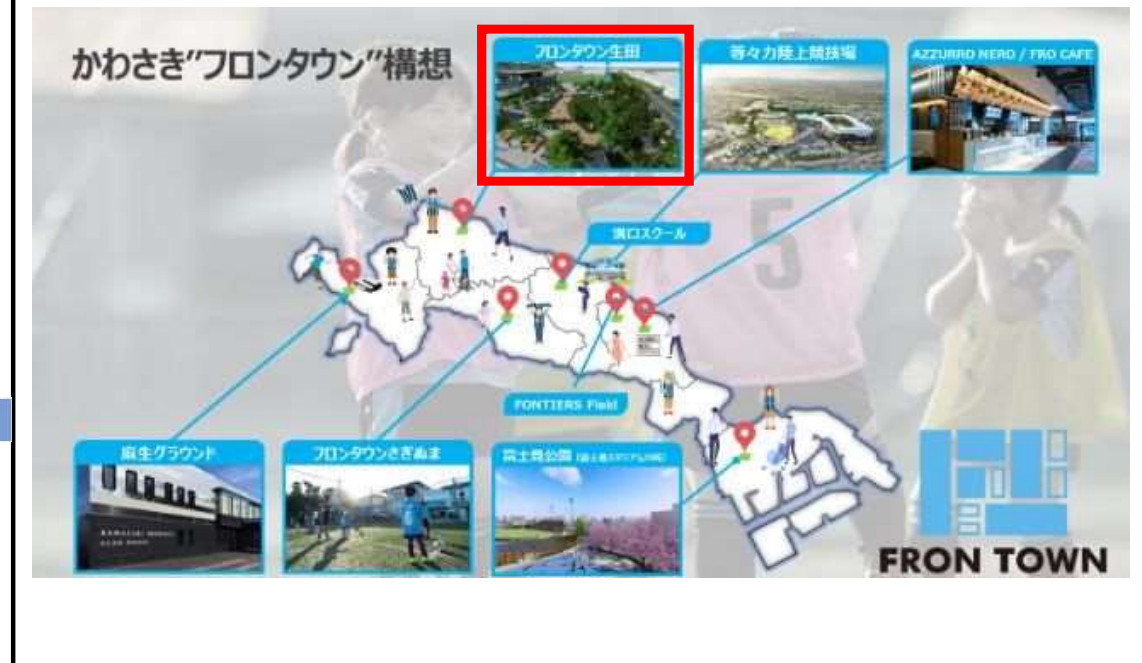 かわさき”フロンタウン”構想
フロンタウン生田
等々力陸上競技場
AZZURRO NERO / FRO CAFE
溝口スクール
5
FONTIERS Field
麻生グラウンド
フロンタウンさぎぬま
富士見公園
FRON TOWN